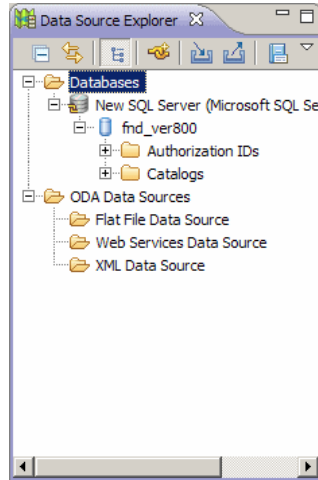 Data Source Explorer
Databases
New SQL Server (Microsoft SQL Se
fnd_ver800
Authorization IDs
Catalogs
ODA Data Sources
Flat File Data Source
Web Services Data Source
XML Data Source